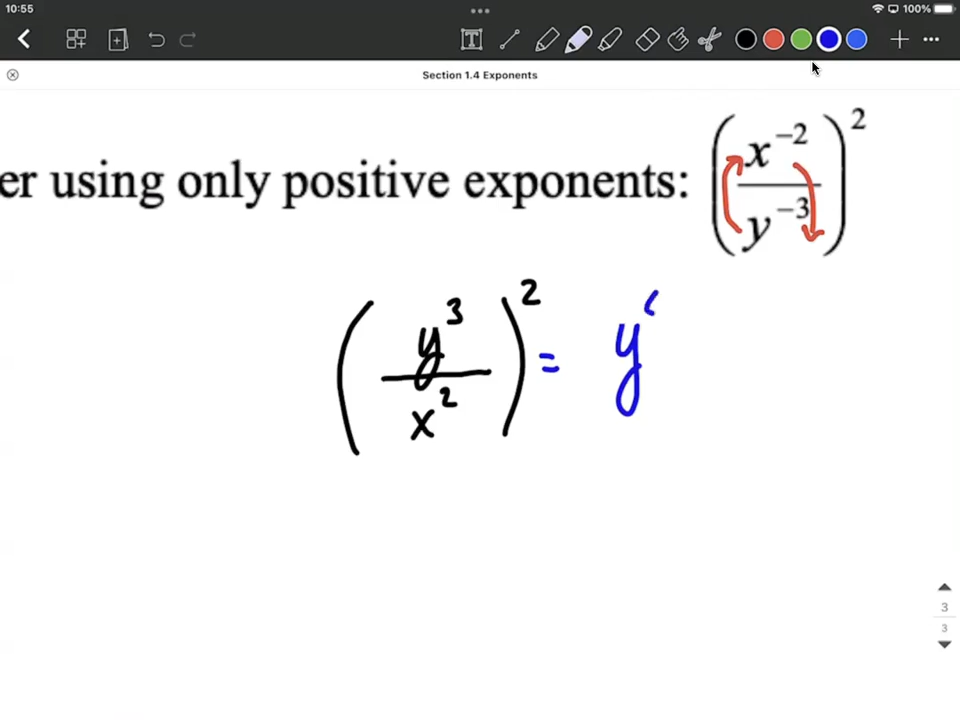 10:55 100%
Section 1.4 Exponents
er using only positive exponents: (x^-2 / y^-3)^2
(y^3 / x^2)^2 = y
3
3